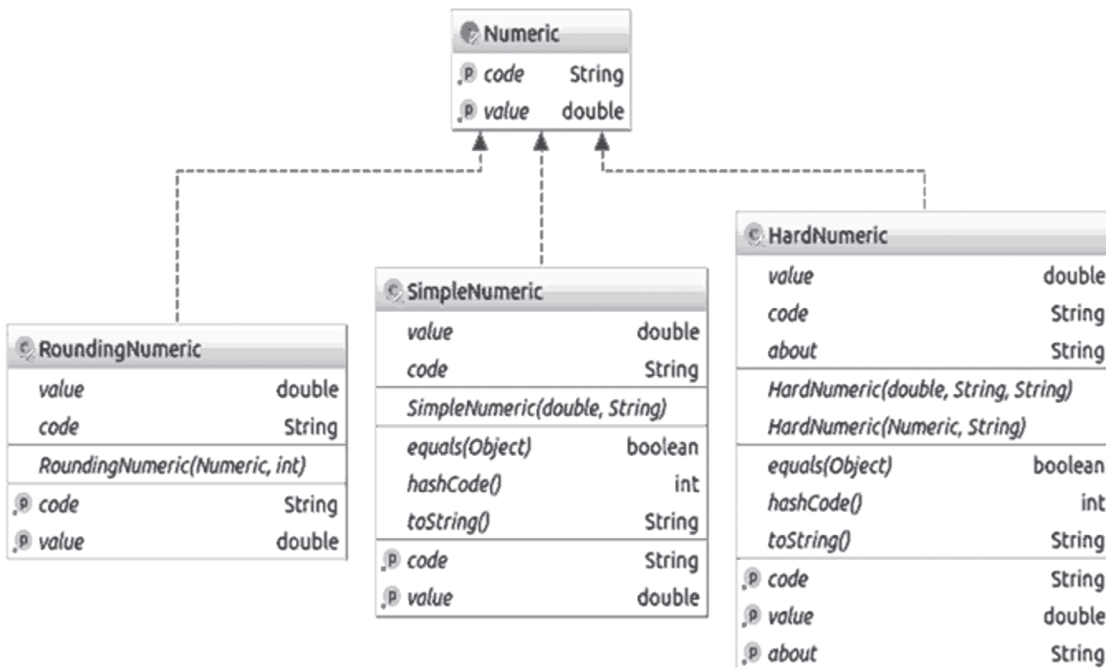 Numeric
code String
value double
RoundingNumeric
value double
code String
RoundingNumeric(Numeric, int)
code String
value double
SimpleNumeric
value double
code String
SimpleNumeric(double, String)
equals(Object) boolean
hashCode() int
toString() String
code String
value double
HardNumeric
value double
code String
about String
HardNumeric(double, String, String)
HardNumeric(Numeric, String)
equals(Object) boolean
hashCode() int
toString() String
code String
value double
about String